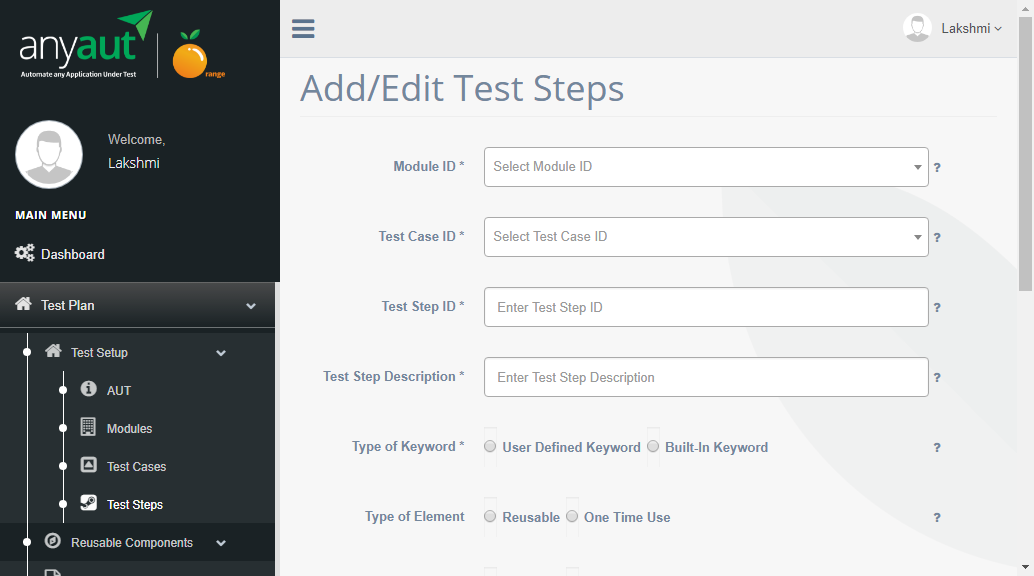 anyaut
Automate any Application Under Test
range
Welcome,
Lakshmi
MAIN MENU
Dashboard
Test Plan
Test Setup
AUT
Modules
Test Cases
Test Steps
Reusable Components
Lakshmi
Add/Edit Test Steps
Module ID * Select Module ID ?
Test Case ID * Select Test Case ID ?
Test Step ID * Enter Test Step ID ?
Test Step Description * Enter Test Step Description ?
Type of Keyword * User Defined Keyword Built-In Keyword ?
Type of Element Reusable One Time Use ?